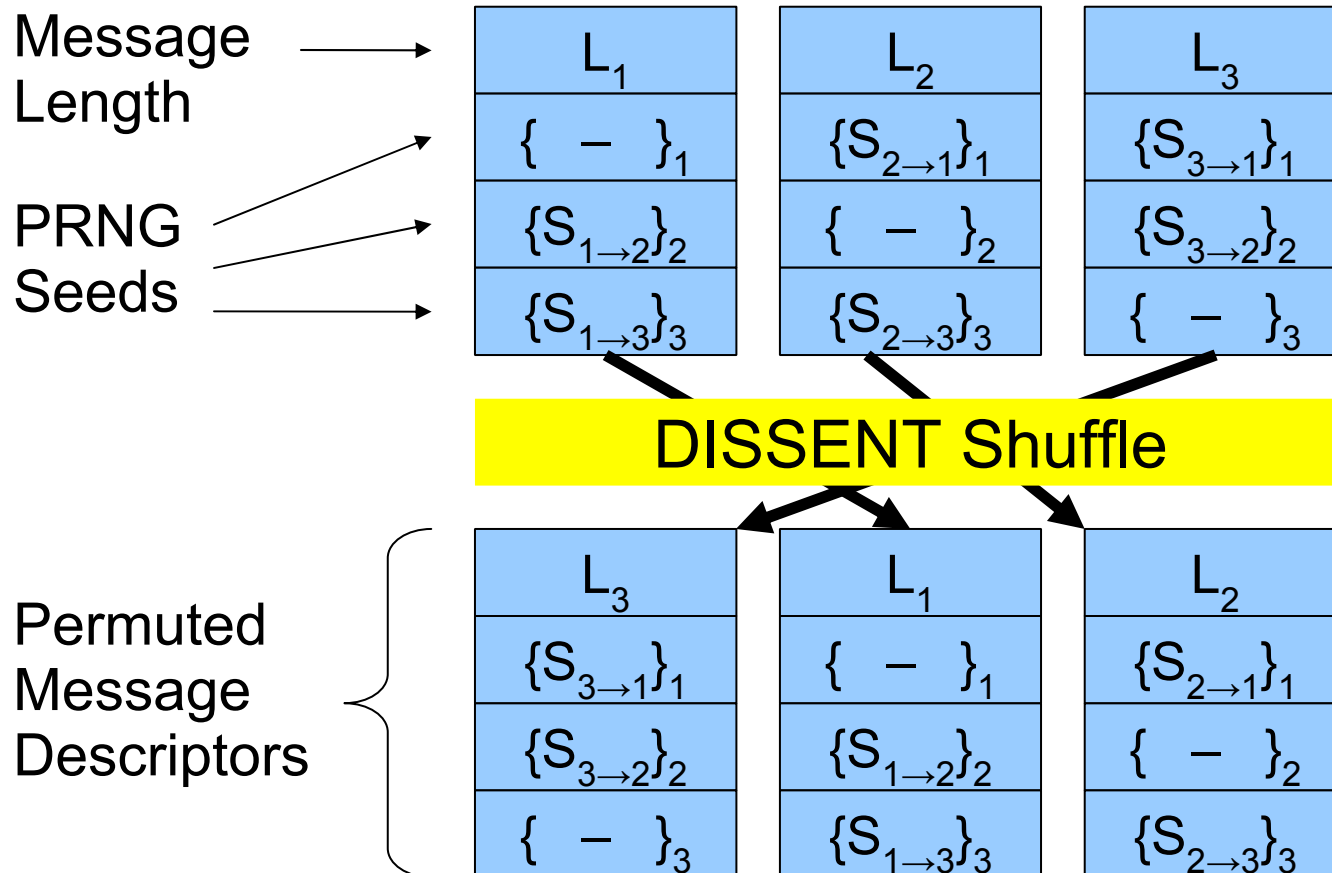 Message Length
L₁ L₂ L₃
PRNG Seeds
{ – }₁ {S₂→₁}₁ {S₃→₁}₁
{S₁→₂}₂ { – }₂ {S₃→₂}₂
{S₁→₃}₃ {S₂→₃}₃ { – }₃
DISSENT Shuffle
Permuted
Message
Descriptors
L₃ L₁ L₂
{S₃→₁}₁ { – }₁ {S₂→₁}₁
{S₃→₂}₂ {S₁→₂}₂ { – }₂
{ – }₃ {S₁→₃}₃ {S₂→₃}₃